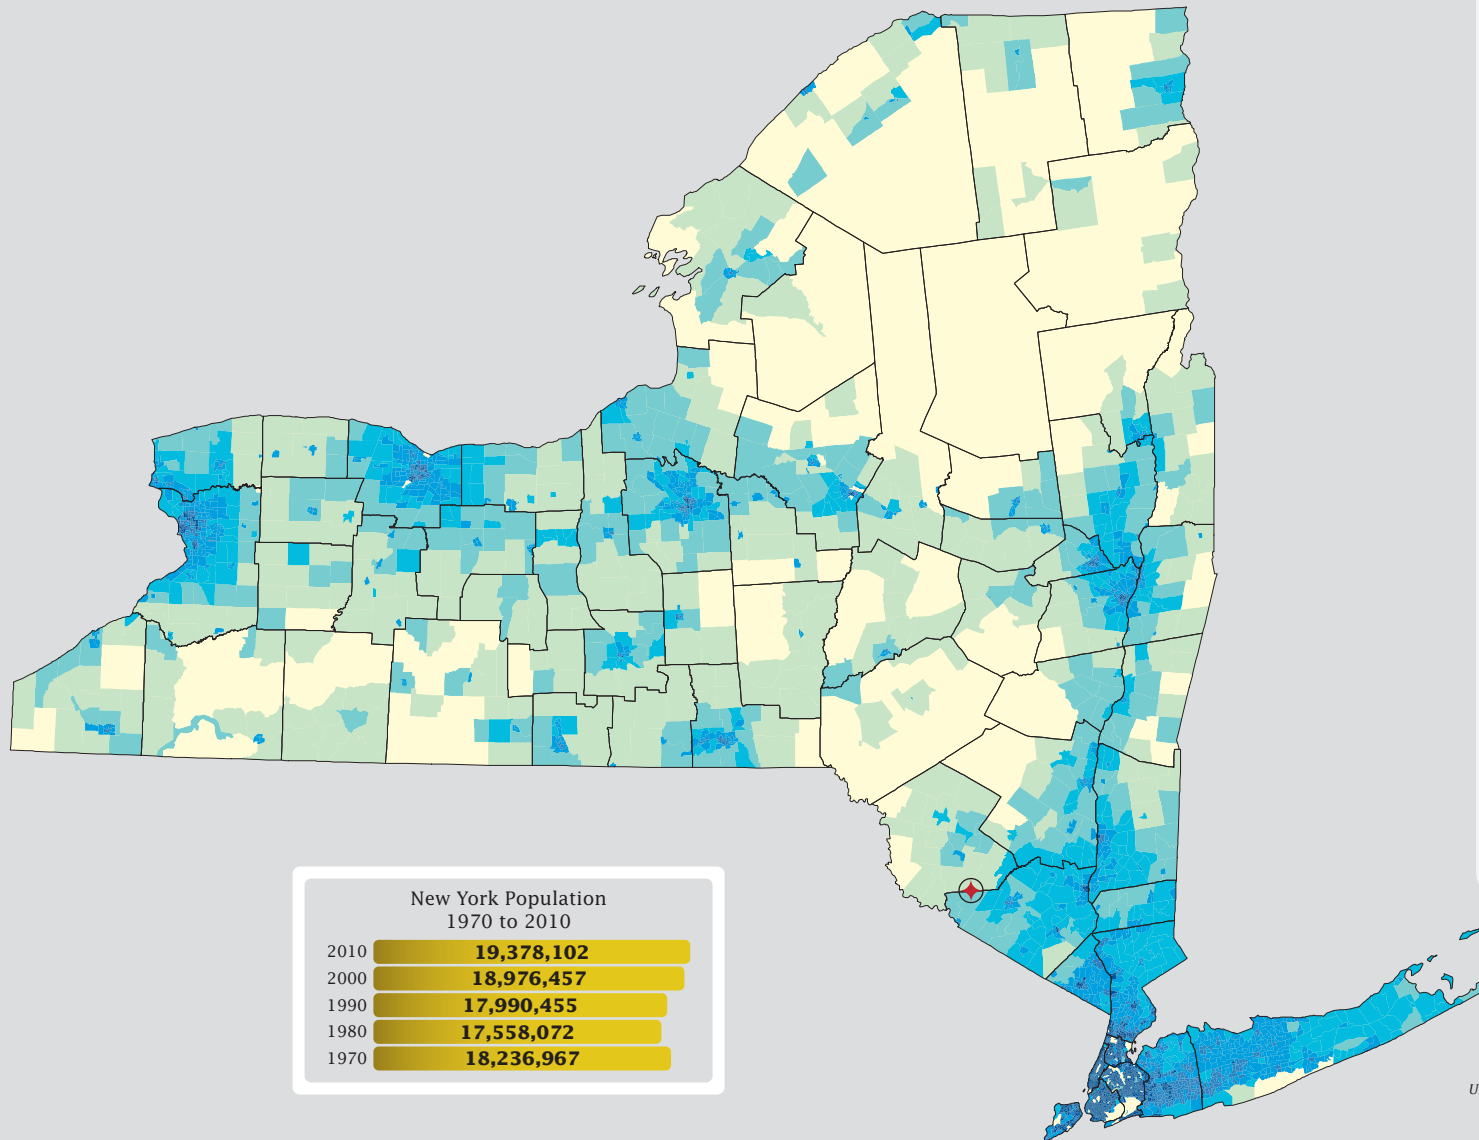 New York Population
1970 to 2010
2010 19,378,102
2000 18,976,457
1990 17,990,455
1980 17,558,072
1970 18,236,967
U